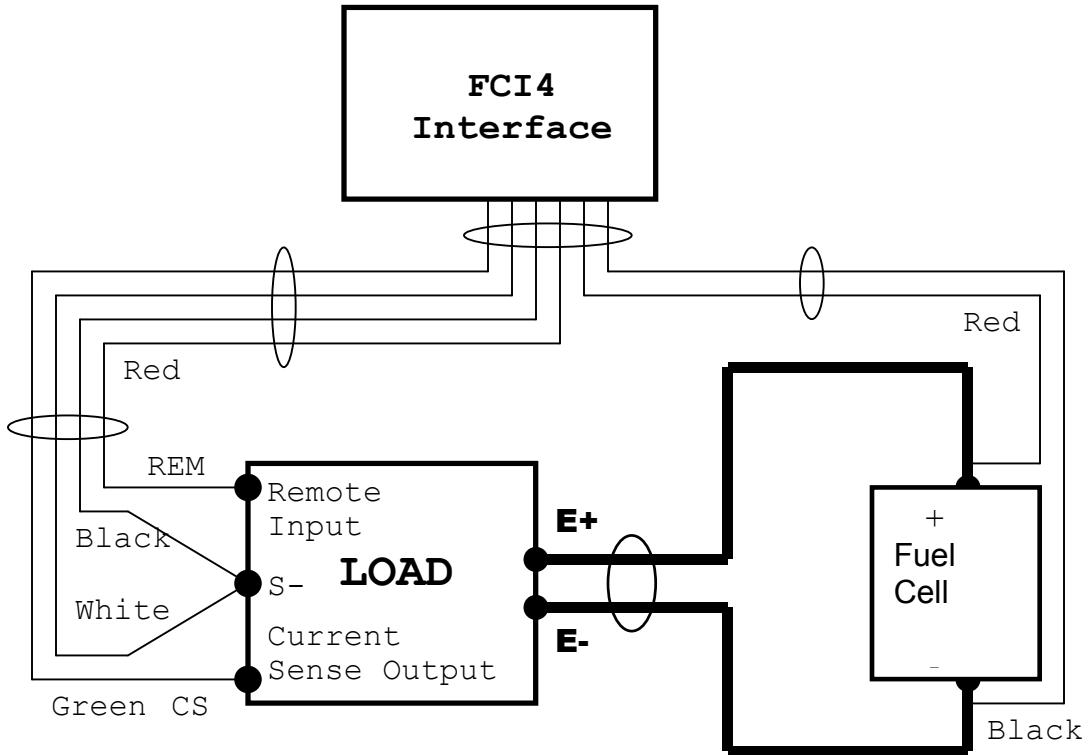 FCI4
Interface
Red
Red
REM
Remote
Input
E+
+
Fuel
Cell
Black
LOAD
S-
White
Current
Sense Output
E-
-
Green CS
Black